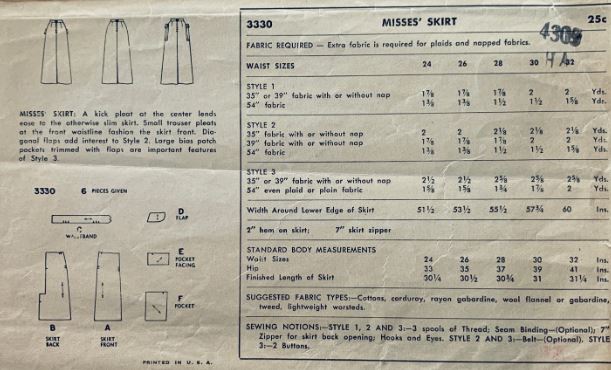 3330 MISSES' SKIRT 25c
4309
FABRIC REQUIRED — Extra fabric is required for plaids and napped fabrics.
WAIST SIZES 24 26 28 30 32
STYLE 1
35" or 39" fabric with or without nap 1⅞ 1⅞ 1⅞ 2 2 Yds.
54" fabric 1⅜ 1⅜ 1½ 1½ 1⅝ Yds.
STYLE 2
35" fabric with or without nap 2 2 2⅛ 2⅛ 2⅛ Yds.
39" fabric with or without nap 1⅞ 1⅞ 1⅞ 2 2 Yds.
54" fabric 1⅜ 1⅜ 1½ 1½ Yds.
STYLE 3
35" or 39" fabric with or without nap 2½ 2½ 2⅝ 2⅝ 2⅝ Yds.
54" even plaid or plain fabric 1⅝ 1⅝ 1¾ 1⅞ 2 Yds.
Width Around Lower Edge of Skirt 51½ 53½ 55½ 57¾ 60 Ins.
2" hem on skirt; 7" skirt zipper
STANDARD BODY MEASUREMENTS
Waist Sizes 24 26 28 30 32 Ins.
Hip 33 35 37 39 41 Ins.
Finished Length of Skirt 30¼ 30½ 30¾ 31 31¼ Ins.
SUGGESTED FABRIC TYPES:—Cottons, corduroy, rayon gabardine, wool flannel or gabardine,
tweed, lightweight worsteds.
SEWING NOTIONS:—STYLE 1, 2 AND 3:—3 spools of Thread; Seam Binding—(Optional); 7"
Zipper for skirt back opening; Hooks and Eyes. STYLE 2 AND 3:—Belt—(Optional). STYLE
3:—2 Buttons.
MISSES' SKIRT: A kick pleat at the center lends
ease to the otherwise slim skirt. Small trouser pleats
at the front waistline fashion the skirt front. Dia-
gonal flaps add interest to Style 2. Large bias patch
pockets trimmed with flaps are important features
of Style 3.
3330 6 PIECES GIVEN
C
WAISTBAND
D
FLAP
E
POCKET
FACING
F
POCKET
B
SKIRT
BACK
A
SKIRT
FRONT
PRINTED IN U. S. A.